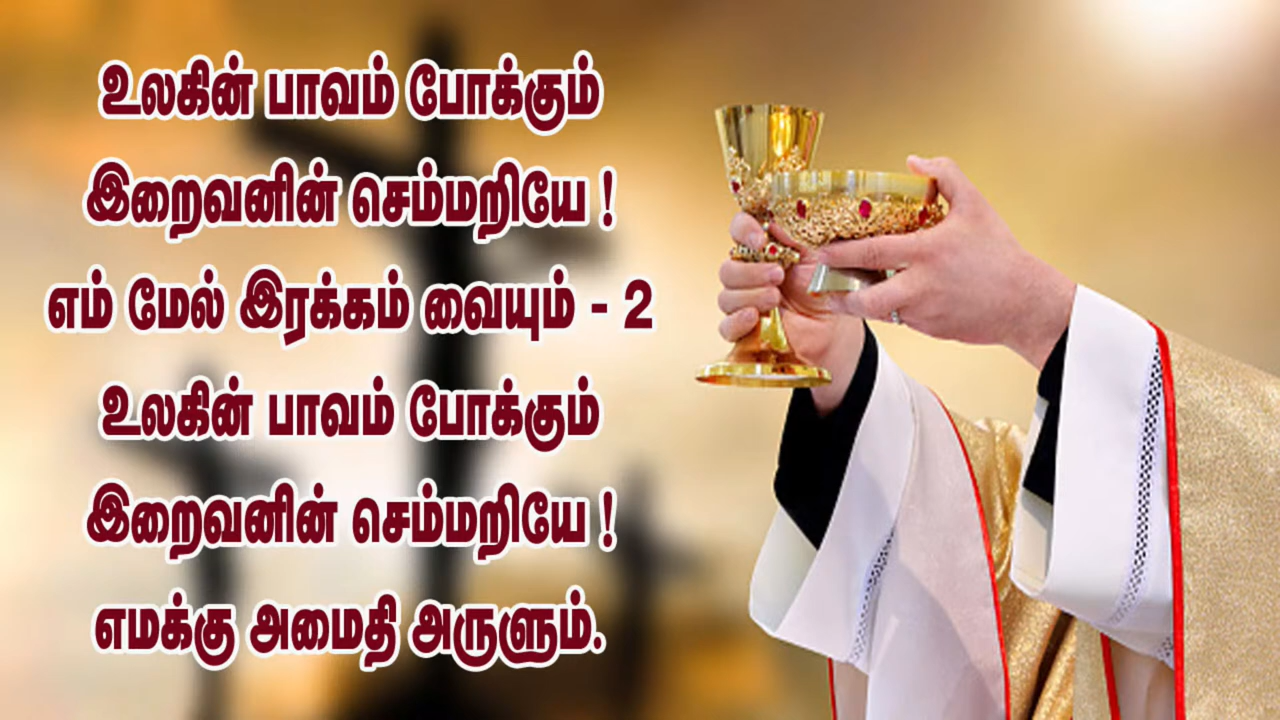 உலகின் பாவம் போக்கும்
இறைவனின் செம்மறியே !
எம் மேல் இரக்கம் வையும் - 2
உலகின் பாவம் போக்கும்
இறைவனின் செம்மறியே !
எமக்கு அமைதி அருளும்.